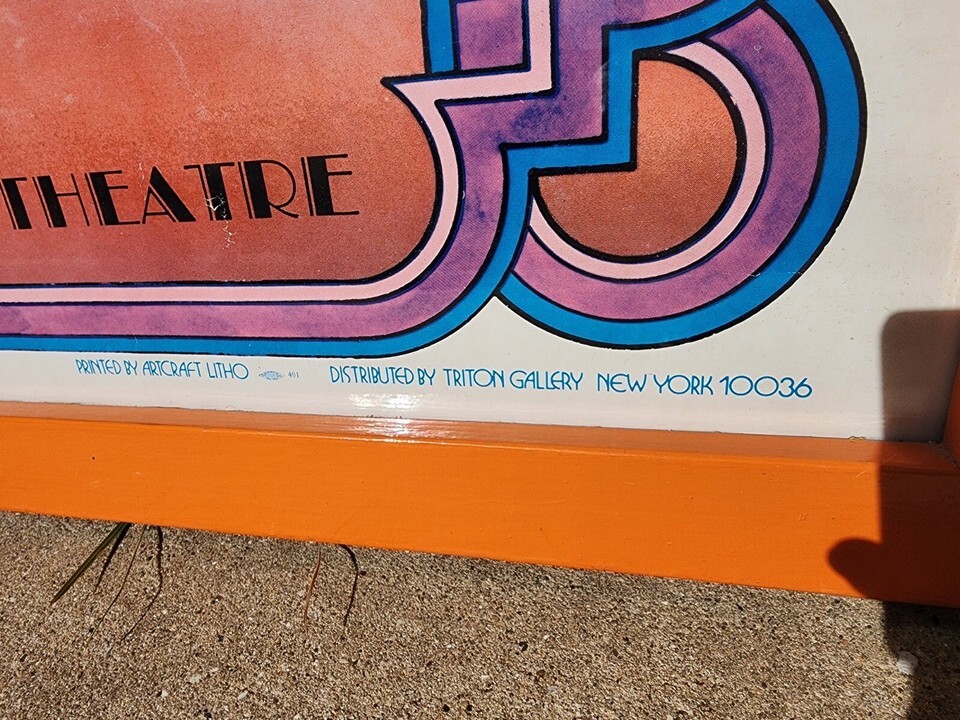 THEATRE
PRINTED BY ARTCRAFT LITHO
DISTRIBUTED BY TRITON GALLERY NEW YORK 10036